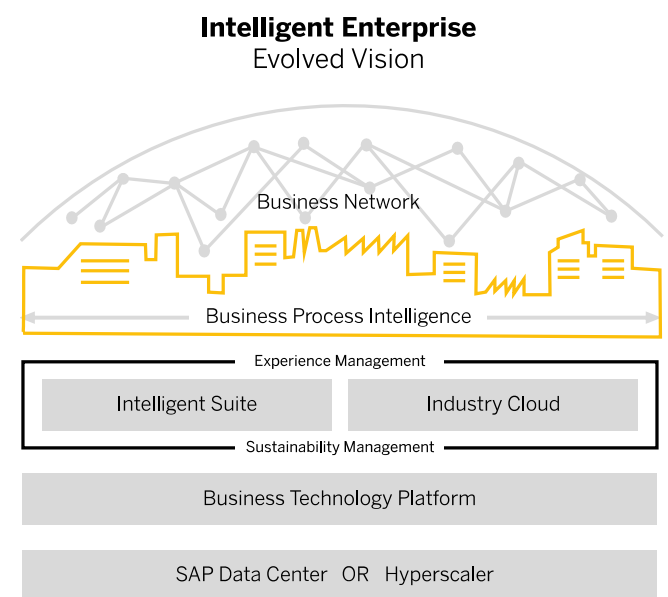 Intelligent Enterprise
Evolved Vision
Business Network
Business Process Intelligence
Experience Management
Intelligent Suite
Industry Cloud
Sustainability Management
Business Technology Platform
SAP Data Center OR Hyperscaler